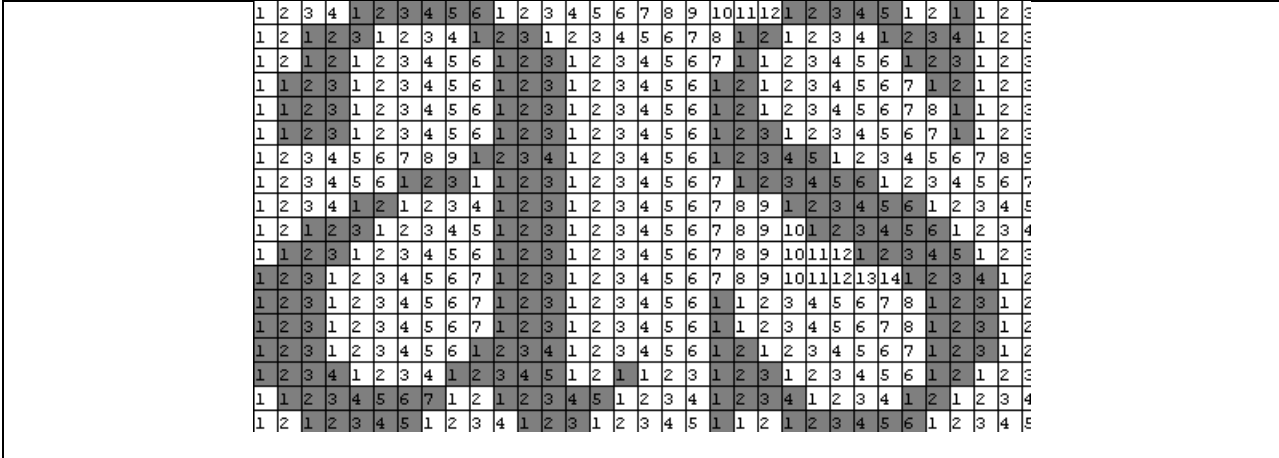 1 2 3 4 1 2 3 4 5 6 1 2 3 4 5 6 7 8 9 10 11 12 1 2 3 4 5 1 2 1 1 2 3
1 2 1 2 3 1 2 3 4 1 2 3 1 2 3 4 5 6 7 8 1 2 1 2 3 4 1 2 3 4 1 2 3
1 2 1 2 1 2 3 4 5 6 1 2 3 1 2 3 4 5 6 7 1 1 2 3 4 5 6 1 2 3 1 2 3
1 1 2 3 1 2 3 4 5 6 1 2 3 1 2 3 4 5 6 1 2 1 2 3 4 5 6 7 1 2 1 2 3
1 1 2 3 1 2 3 4 5 6 1 2 3 1 2 3 4 5 6 1 2 1 2 3 4 5 6 7 8 1 1 2 3
1 1 2 3 1 2 3 4 5 6 1 2 3 1 2 3 4 5 6 1 2 3 1 2 3 4 5 6 7 1 1 2 3
1 2 3 4 5 6 7 8 9 1 2 3 4 1 2 3 4 5 6 1 2 3 4 5 1 2 3 4 5 6 7 8 9
1 2 3 4 5 6 1 2 3 1 1 2 3 1 2 3 4 5 6 7 1 2 3 4 5 6 1 2 3 4 5 6 7
1 2 3 4 1 2 1 2 3 4 1 2 3 1 2 3 4 5 6 7 8 9 1 2 3 4 5 6 1 2 3 4 5
1 2 1 2 3 1 2 3 4 5 1 2 3 1 2 3 4 5 6 7 8 9 10 1 2 3 4 5 6 1 2 3 4
1 1 2 3 1 2 3 4 5 6 1 2 3 1 2 3 4 5 6 7 8 9 10 11 12 1 2 3 4 5 1 2 3
1 2 3 1 2 3 4 5 6 7 1 2 3 1 2 3 4 5 6 7 8 9 10 11 12 13 14 1 2 3 4 1 2
1 2 3 1 2 3 4 5 6 7 1 2 3 1 2 3 4 5 6 1 1 2 3 4 5 6 7 8 1 2 3 1 2
1 2 3 1 2 3 4 5 6 7 1 2 3 1 2 3 4 5 6 1 1 2 3 4 5 6 7 8 1 2 3 1 2
1 2 3 1 2 3 4 5 6 1 2 3 4 1 2 3 4 5 6 1 2 1 2 3 4 5 6 7 1 2 3 1 2
1 2 3 4 1 2 3 4 1 2 3 4 5 1 2 1 1 2 3 1 2 3 1 2 3 4 5 6 1 2 1 2 3
1 1 2 3 4 5 6 7 1 2 1 2 3 4 5 1 2 3 4 1 2 3 4 1 2 3 4 1 2 1 2 3 4
1 2 1 2 3 4 5 1 2 3 4 1 2 3 1 2 3 4 5 1 1 2 1 2 3 4 5 6 1 2 3 4 5